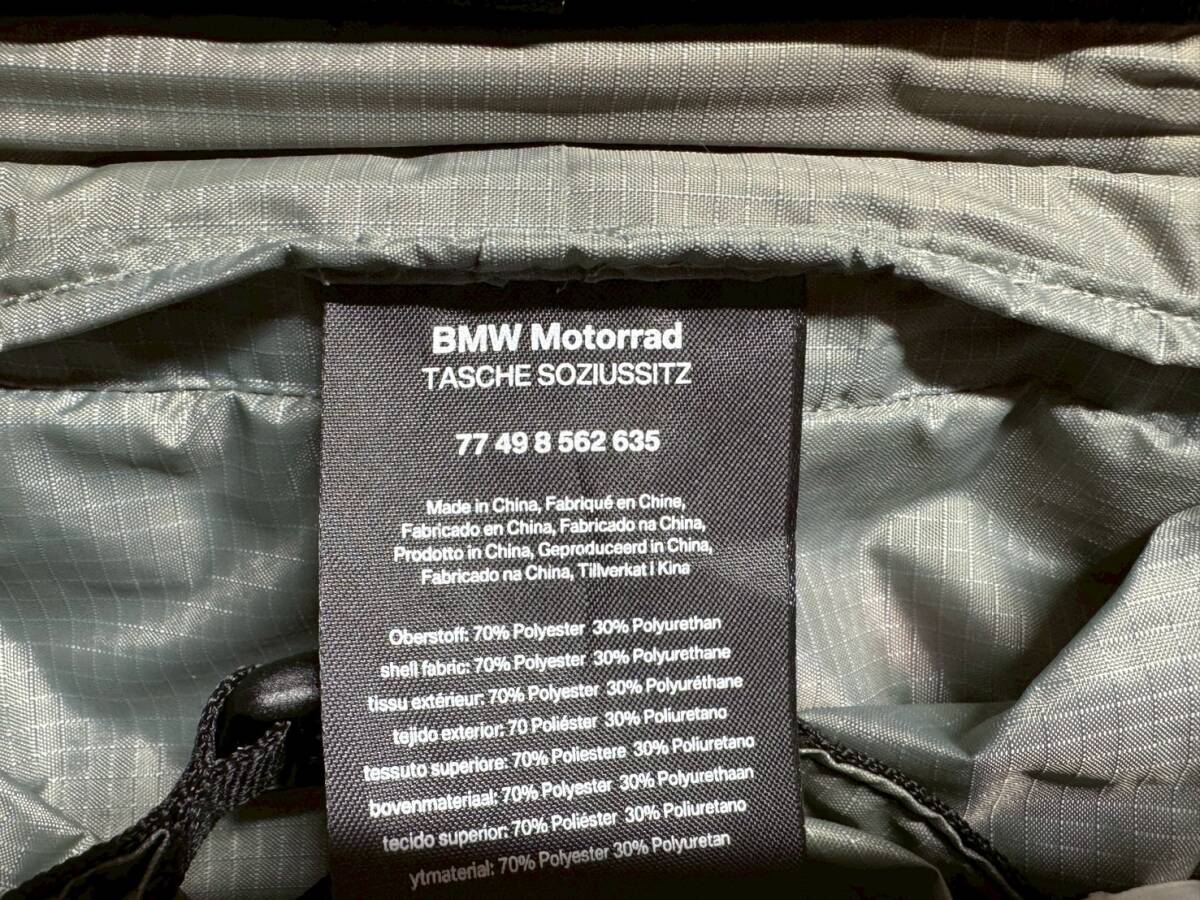 BMW Motorrad
TASCHE SOZIUSSITZ
77 49 8 562 635
Made in China, Fabriqué en Chine,
Fabricado en China, Fabricado na China,
Prodotto in China, Geproduceerd in China,
Fabricado na China, Tillverkat i Kina
Oberstoff: 70% Polyester 30% Polyurethan
shell fabric: 70% Polyester 30% Polyurethane
tissu extérieur: 70% Polyester 30% Polyuréthane
tejido exterior: 70 Poliéster 30% Poliuretano
tessuto superiore: 70% Poliestere 30% Poliuretano
bovenmateriaal: 70% Polyester 30% Polyurethaan
tecido superior: 70% Poliéster 30% Poliuretano
ytmaterial: 70% Polyester 30% Polyuretan